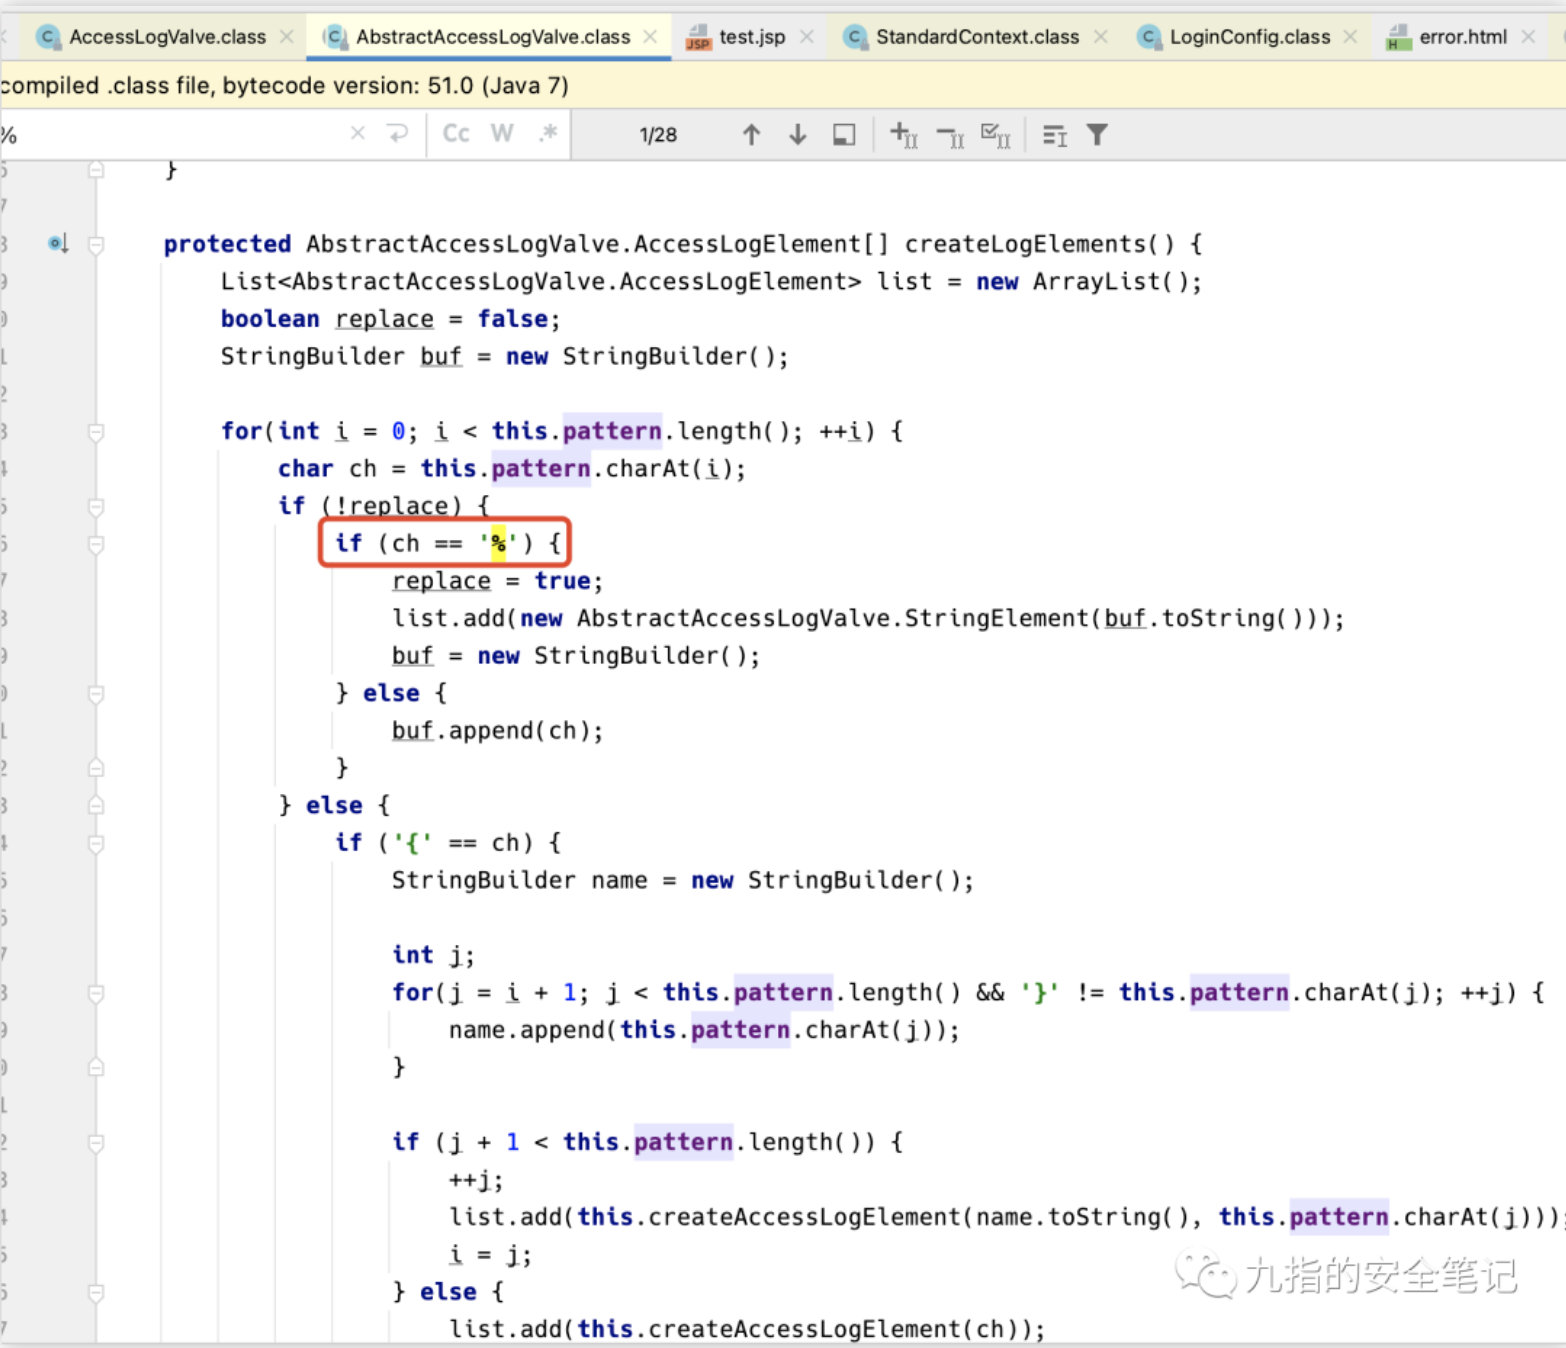 AccessLogValve.class AbstractAccessLogValve.class test.jsp StandardContext.class LoginConfig.class error.html
compiled .class file, bytecode version: 51.0 (Java 7)
% Cc W .* 1/28
}
protected AbstractAccessLogValve.AccessLogElement[] createLogElements() {
List<AbstractAccessLogValve.AccessLogElement> list = new ArrayList();
boolean replace = false;
StringBuilder buf = new StringBuilder();
for(int i = 0; i < this.pattern.length(); ++i) {
char ch = this.pattern.charAt(i);
if (!replace) {
if (ch == '%') {
replace = true;
list.add(new AbstractAccessLogValve.StringElement(buf.toString()));
buf = new StringBuilder();
} else {
buf.append(ch);
}
} else {
if ('{' == ch) {
StringBuilder name = new StringBuilder();
int j;
for(j = i + 1; j < this.pattern.length() && '}' != this.pattern.charAt(j); ++j) {
name.append(this.pattern.charAt(j));
}
if (j + 1 < this.pattern.length()) {
++j;
list.add(this.createAccessLogElement(name.toString(), this.pattern.charAt(j)));
i = j;
} else {
list.add(this.createAccessLogElement(ch));
九指的安全笔记